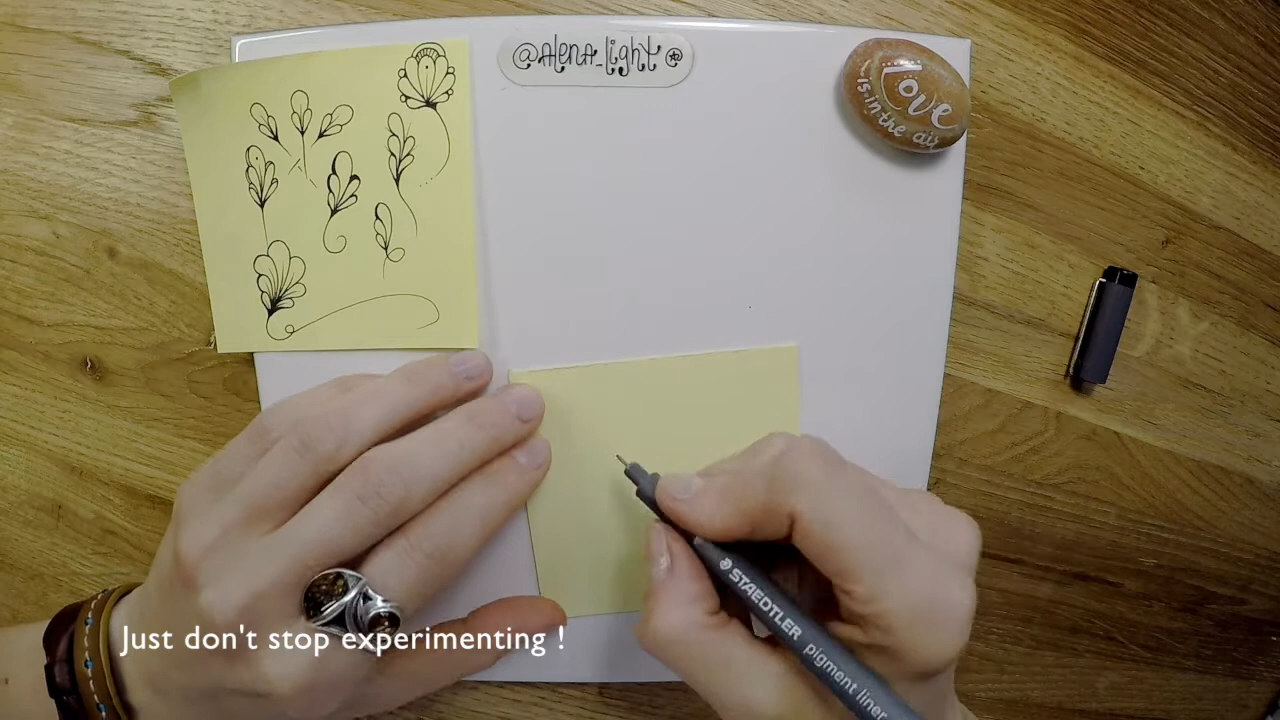 @Alena_light
Love
is in the air
STAEDTLER
pigment liner
Just don't stop experimenting !